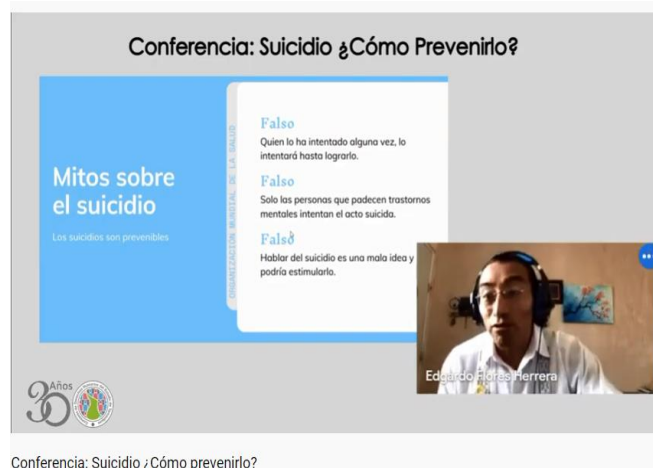 Conferencia: Suicidio ¿Cómo Prevenirlo?
Mitos sobre
el suicidio
Los suicidios son prevenibles
ORGANIZACIÓN MUNDIAL DE LA SALUD
Falso
Quien lo ha intentado alguna vez, lo
intentará hasta lograrlo.
Falso
Solo las personas que padecen trastornos
mentales intentan el acto suicida.
Falso
Hablar del suicidio es una mala idea y
podría estimularlo.
Edgardo Flores Herrera
30 Años
Conferencia: Suicidio ¿Cómo prevenirlo?